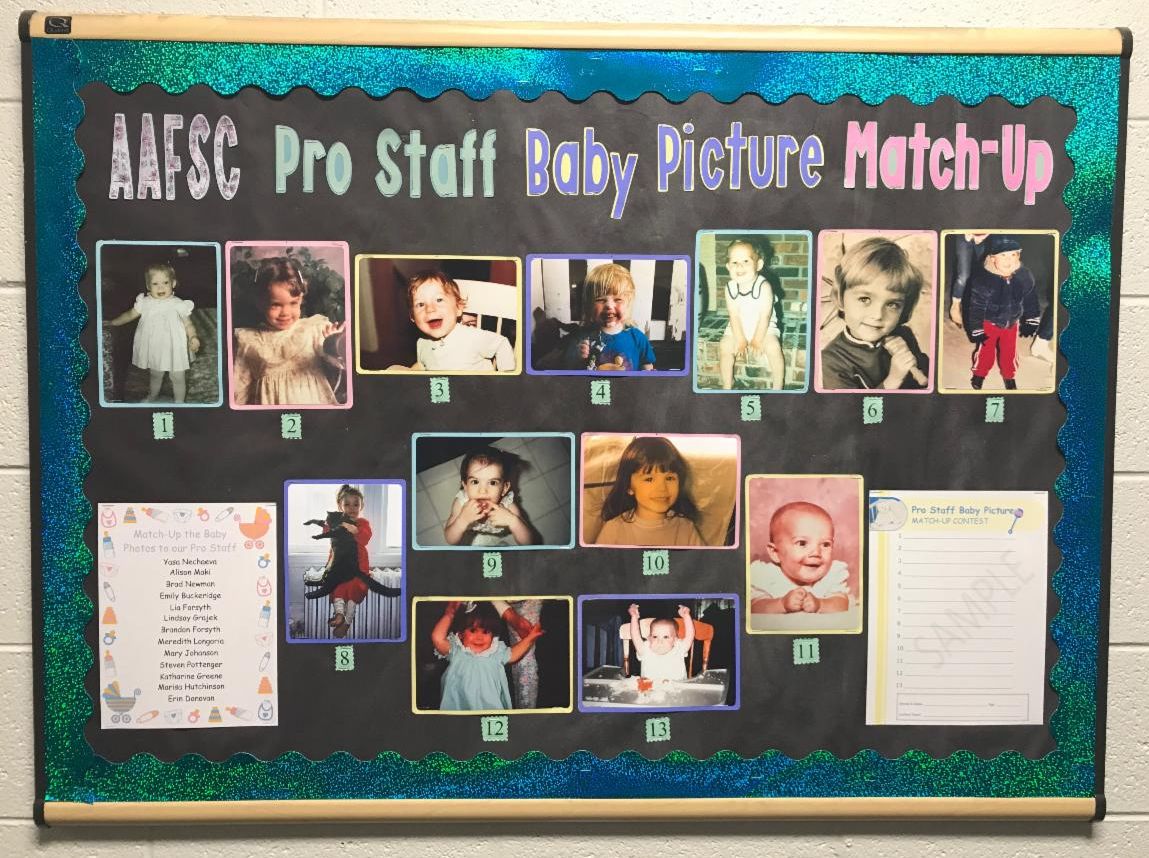 AAFSC Pro Staff Baby Picture Match-Up
1
2
3
4
5
6
7
8
9
10
11
12
13
Match-Up the Baby
Photos to our Pro Staff
Yasa Nechaeva
Alison Maki
Brad Newman
Emily Buckeridge
Lia Forsyth
Lindsay Grajek
Brandon Forsyth
Meredith Longoria
Mary Johanson
Steven Pottenger
Katharine Greene
Marisa Hutchinson
Erin Donovan
Pro Staff Baby Picture
MATCH-UP CONTEST
1
2
3
4
5
6
7
8
9
10
11
12
13
SAMPLE